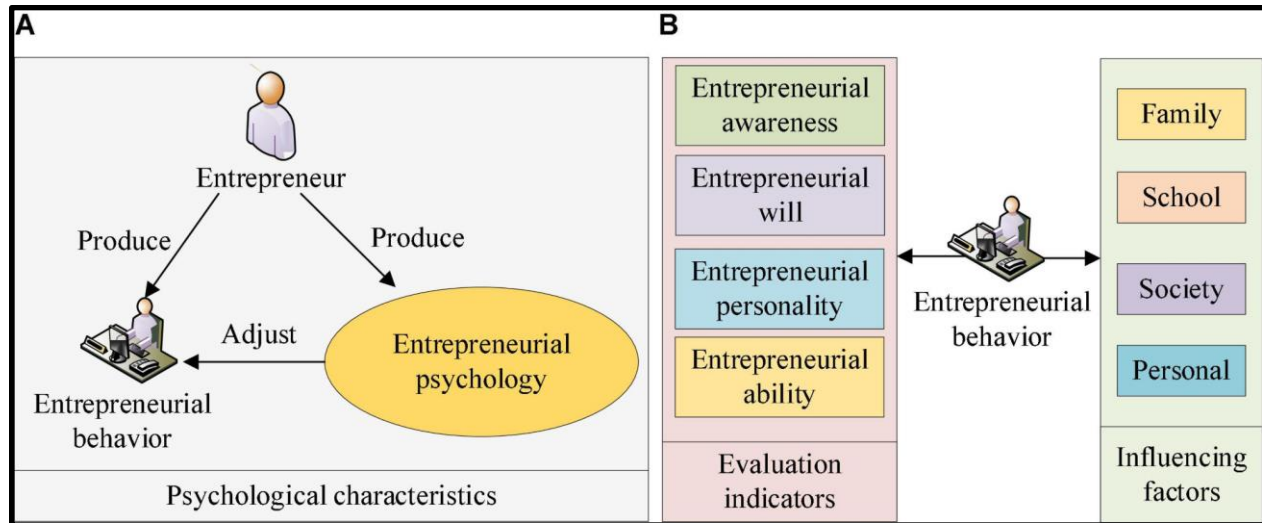 A
Entrepreneur
Produce
Produce
Adjust
Entrepreneurial
psychology
Entrepreneurial
behavior
Psychological characteristics
B
Entrepreneurial
awareness
Entrepreneurial
will
Entrepreneurial
personality
Entrepreneurial
ability
Evaluation
indicators
Entrepreneurial
behavior
Family
School
Society
Personal
Influencing
factors